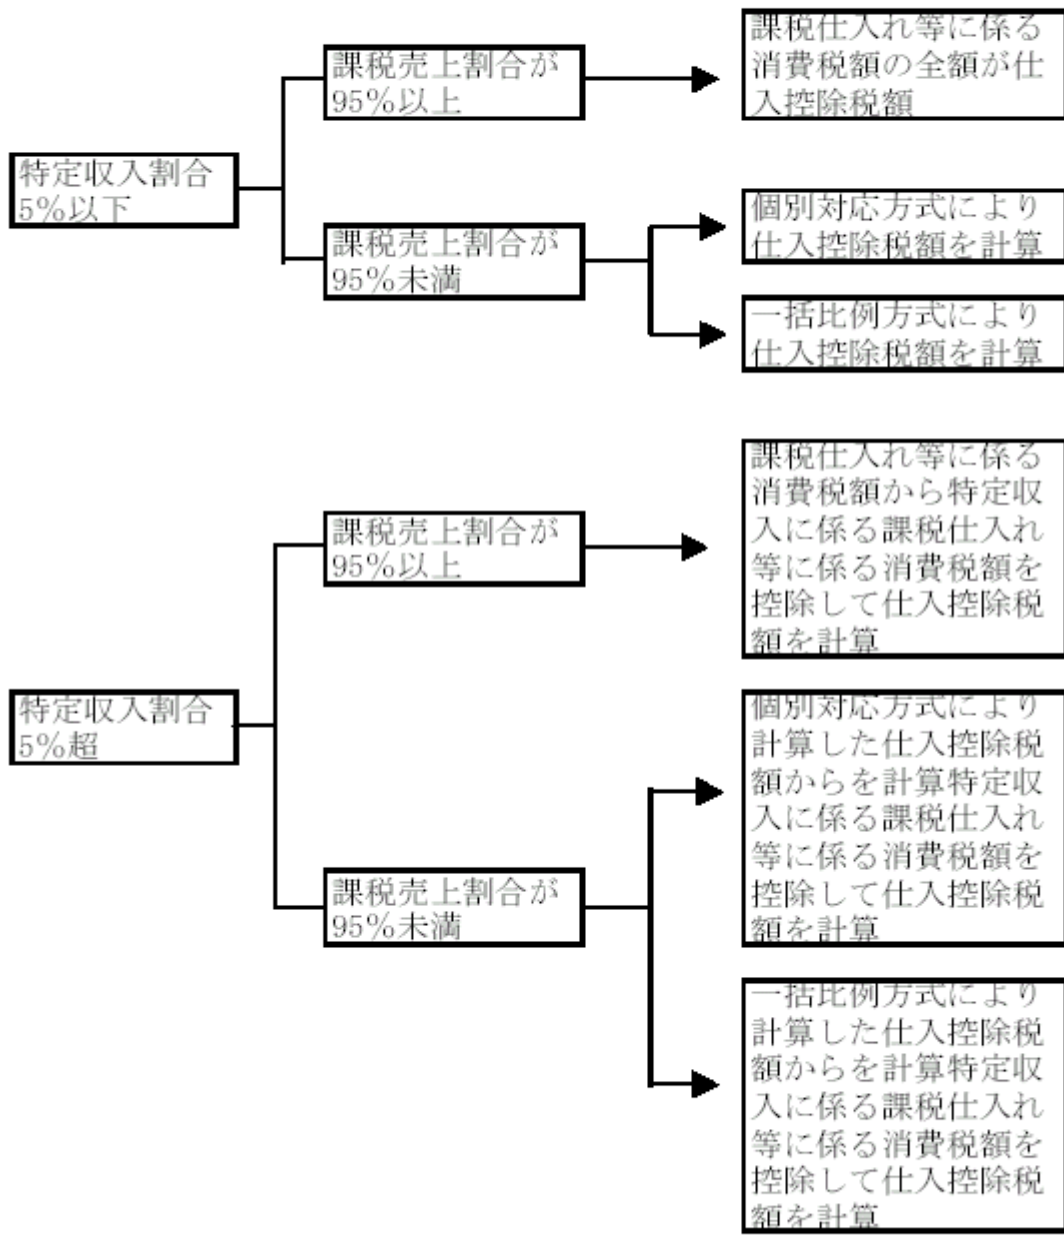 特定収入割合
5%以下
課税売上割合が
95%以上
課税仕入れ等に係る
消費税額の全額が仕
入控除税額
課税売上割合が
95%未満
個別対応方式により
仕入控除税額を計算
一括比例方式により
仕入控除税額を計算
特定収入割合
5%超
課税売上割合が
95%以上
課税仕入れ等に係る
消費税額から特定収
入に係る課税仕入れ
等に係る消費税額を
控除して仕入控除税
額を計算
課税売上割合が
95%未満
個別対応方式により
計算した仕入控除税
額からを計算特定収
入に係る課税仕入れ
等に係る消費税額を
控除して仕入控除税
額を計算
一括比例方式により
計算した仕入控除税
額からを計算特定収
入に係る課税仕入れ
等に係る消費税額を
控除して仕入控除税
額を計算